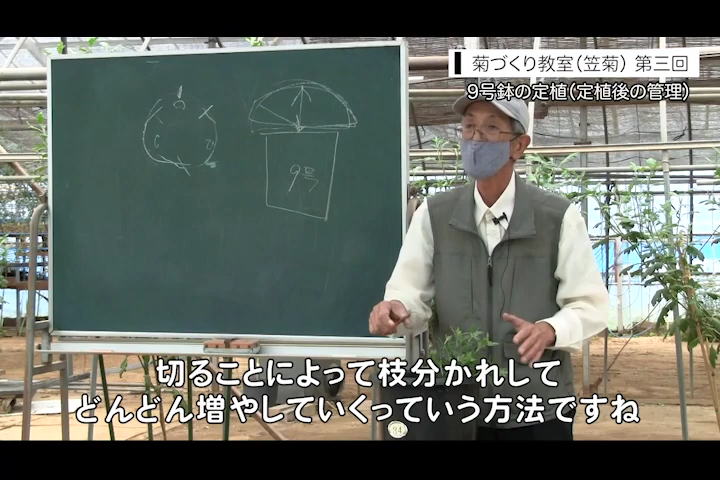 菊づくり教室(笠菊) 第三回
9号鉢の定植(定植後の管理)
9号
切ることによって枝分かれして
どんどん増やしていくっていう方法ですね
34